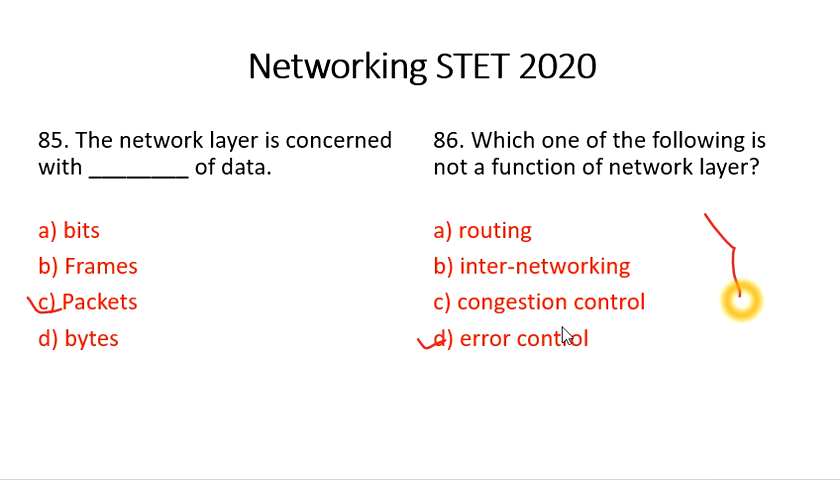 Networking STET 2020
85. The network layer is concerned
with ________ of data.
a) bits
b) Frames
c) Packets
d) bytes
86. Which one of the following is
not a function of network layer?
a) routing
b) inter-networking
c) congestion control
d) error control